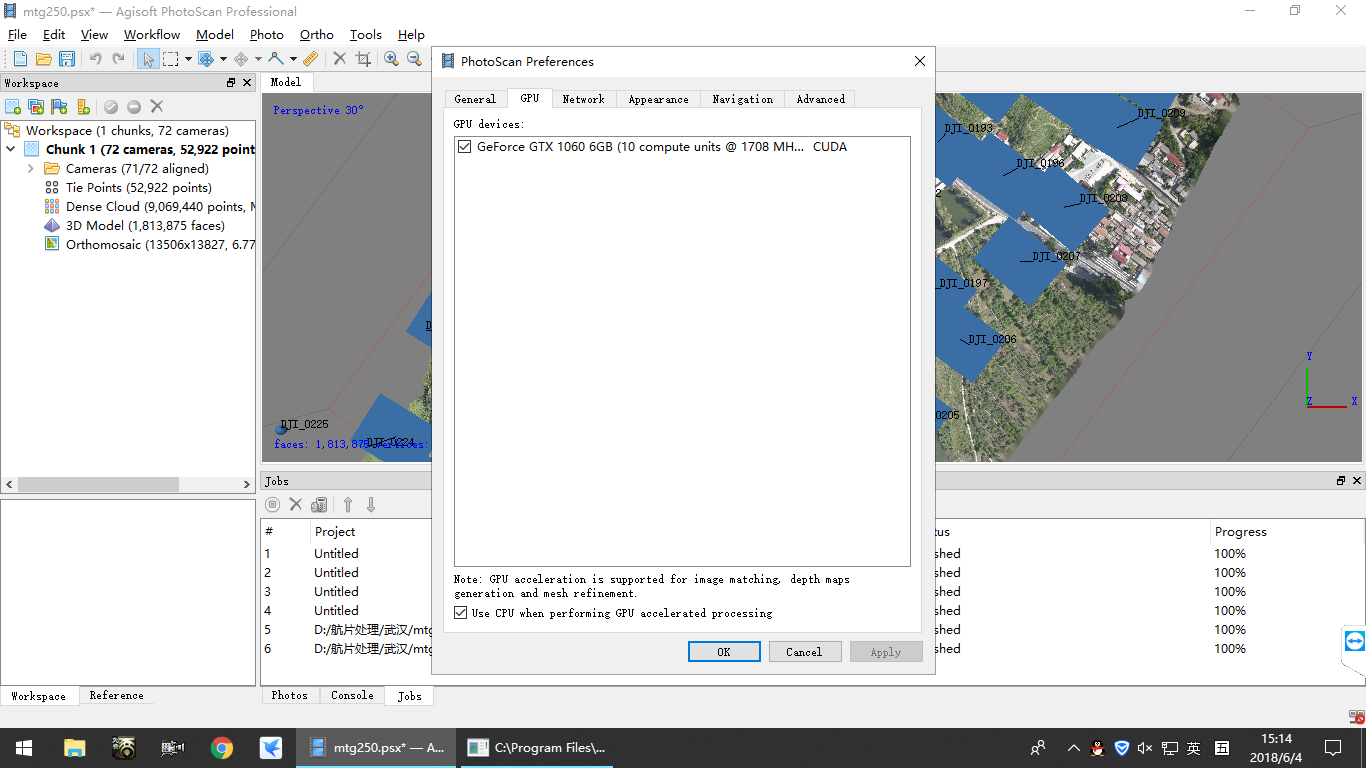 mtg250.psx* — Agisoft PhotoScan Professional
File Edit View Workflow Model Photo Ortho Tools Help
Workspace
Workspace (1 chunks, 72 cameras)
Chunk 1 (72 cameras, 52,922 point
Cameras (71/72 aligned)
Tie Points (52,922 points)
Dense Cloud (9,069,440 points, M
3D Model (1,813,875 faces)
Orthomosaic (13506x13827, 6.77
Workspace Reference
Model
Perspective 30°
DJI_0225
DJI_0224
faces: 1,813,875
PhotoScan Preferences
General GPU Network Appearance Navigation Advanced
GPU devices:
GeForce GTX 1060 6GB (10 compute units @ 1708 MH... CUDA
Note: GPU acceleration is supported for image matching, depth maps
generation and mesh refinement.
Use CPU when performing GPU accelerated processing
OK Cancel Apply
DJI_0193
DJI_0209
DJI_0196
DJI_0208
DJI_0207
DJI_0197
DJI_0206
0205
Y
Z X
Jobs
# Project tus Progress
1 Untitled shed 100%
2 Untitled shed 100%
3 Untitled shed 100%
4 Untitled shed 100%
5 D:/航片处理/武汉/mtg shed 100%
6 D:/航片处理/武汉/mtg shed 100%
Photos Console Jobs
mtg250.psx* — A...
C:\Program Files\...
英
五
15:14
2018/6/4